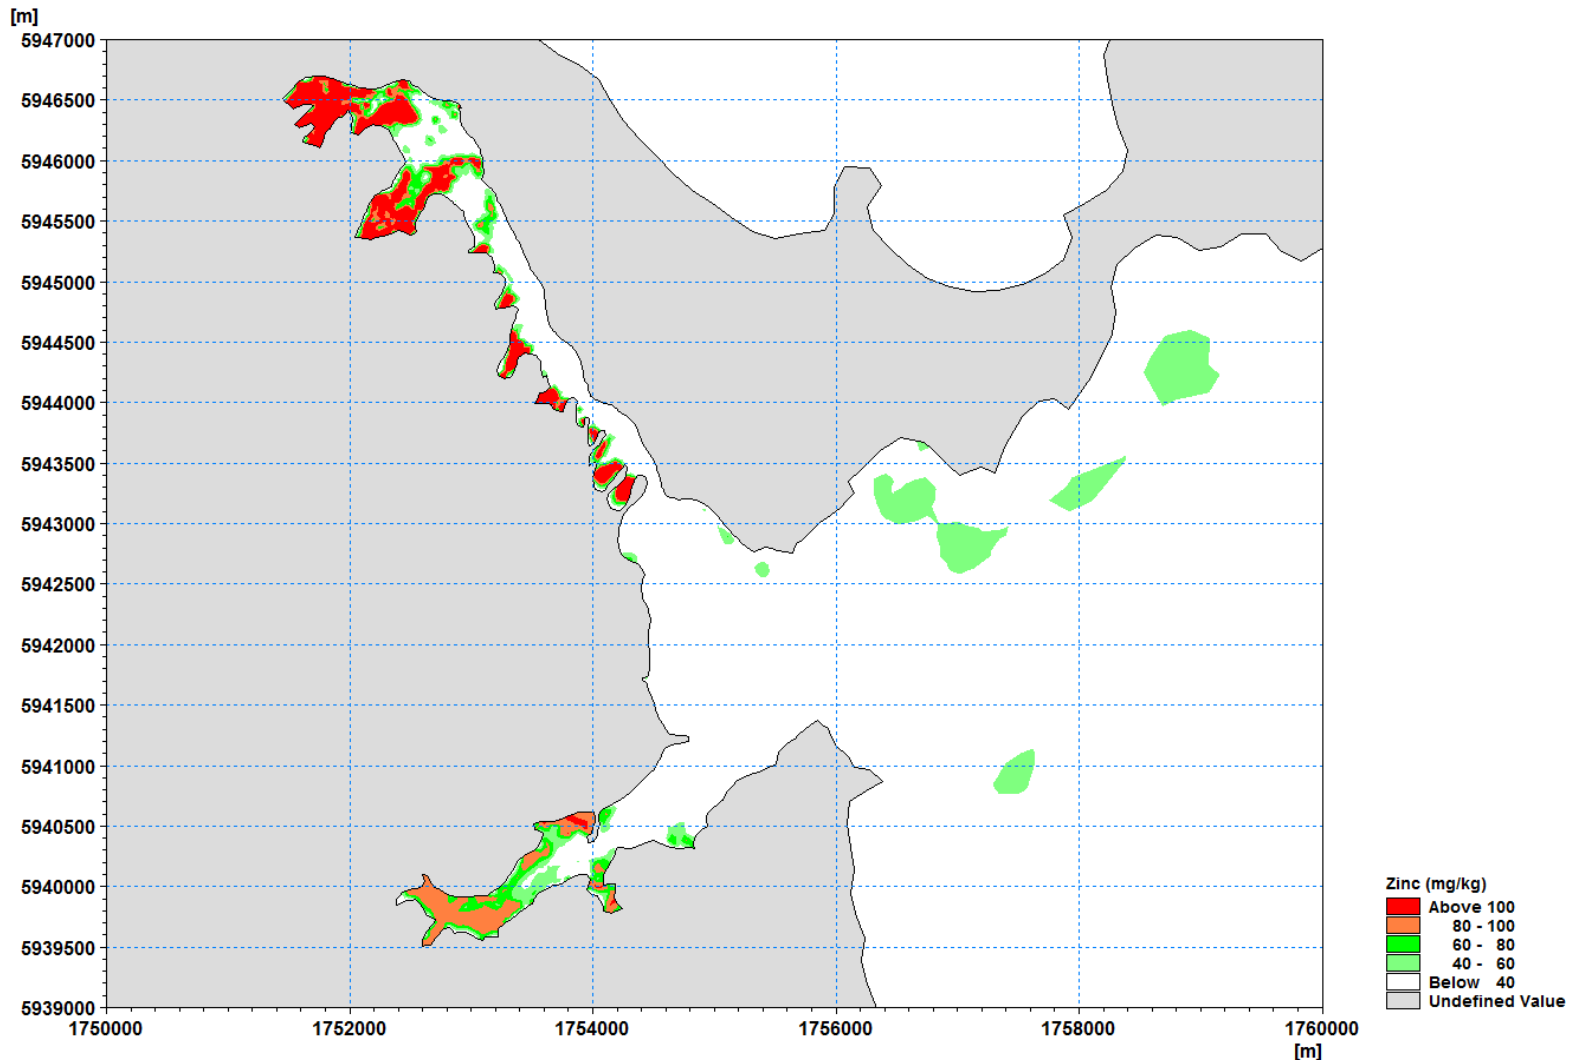 [m]
5947000
5946500
5946000
5945500
5945000
5944500
5944000
5943500
5943000
5942500
5942000
5941500
5941000
5940500
5940000
5939500
5939000
1750000 1752000 1754000 1756000 1758000 1760000
[m]
Zinc (mg/kg)
Above 100
80 - 100
60 - 80
40 - 60
Below 40
Undefined Value